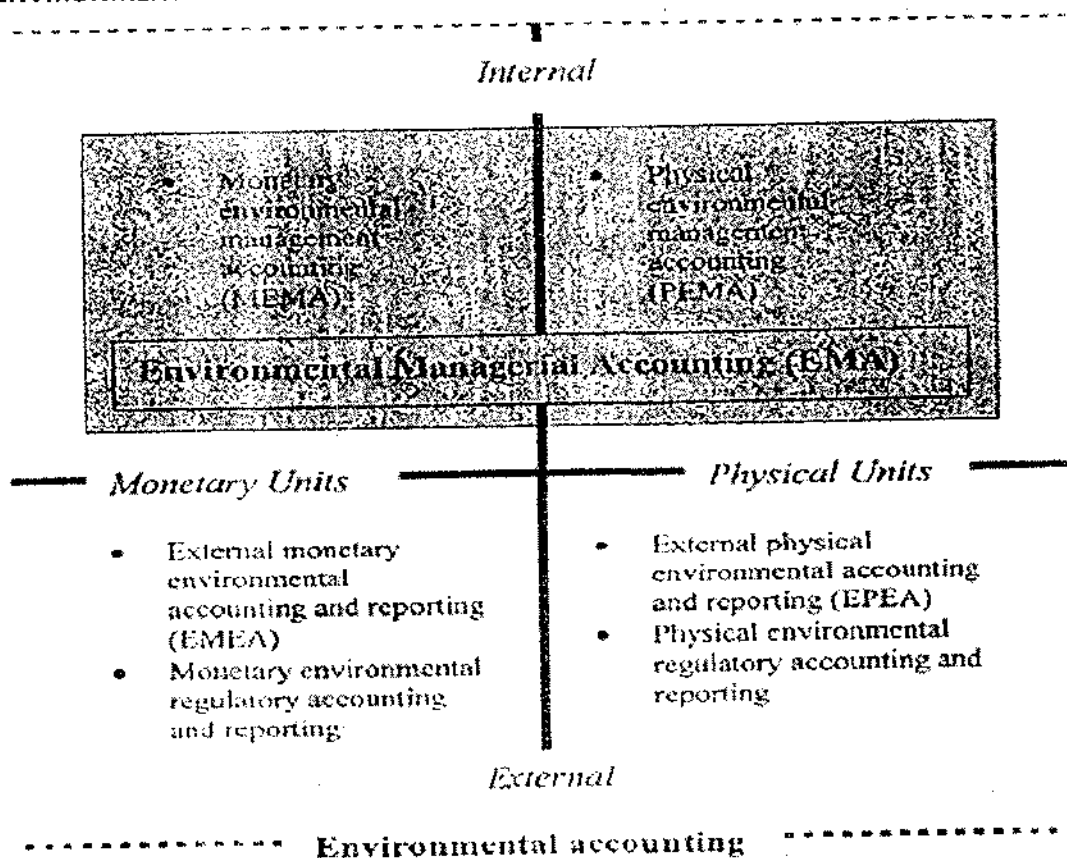 Internal
• Monetary
environmental
management
accounting
(MEMA)
• Physical
environmental
management
accounting
(PEMA)
Environmental Managerial Accounting (EMA)
Monetary Units
Physical Units
• External monetary
environmental
accounting and reporting
(EMEA)
• Monetary environmental
regulatory accounting
and reporting
• External physical
environmental accounting
and reporting (EPEA)
• Physical environmental
regulatory accounting and
reporting
External
Environmental accounting